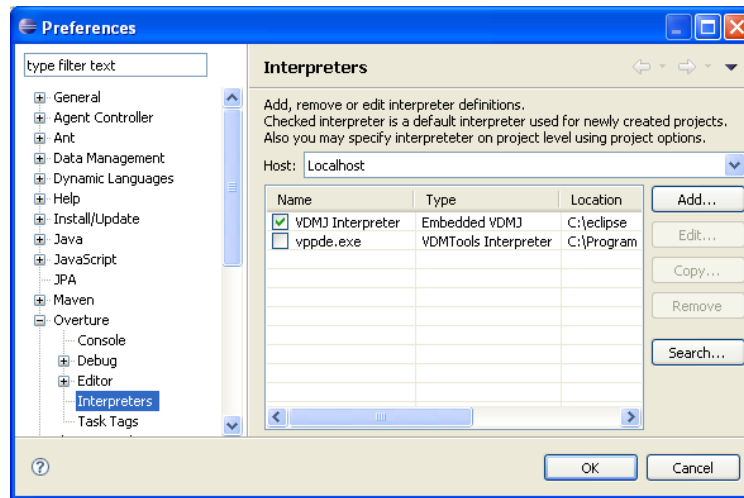 Preferences
type filter text
General
Agent Controller
Ant
Data Management
Dynamic Languages
Help
Install/Update
Java
JavaScript
JPA
Maven
Overture
Console
Debug
Editor
Interpreters
Task Tags
Interpreters
Add, remove or edit interpreter definitions.
Checked interpreter is a default interpreter used for newly created projects.
Also you may specify interpreteter on project level using project options.
Host: Localhost
Name Type Location
VDMJ Interpreter Embedded VDMJ C:\eclipse
vppde.exe VDMTools Interpreter C:\Program
Add...
Edit...
Copy...
Remove
Search...
OK Cancel